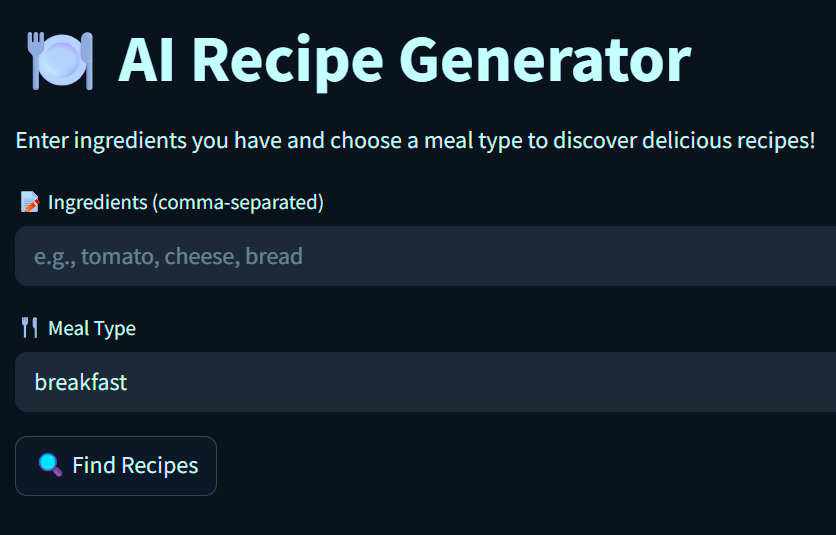 AI Recipe Generator
Enter ingredients you have and choose a meal type to discover delicious recipes!
Ingredients (comma-separated)
e.g., tomato, cheese, bread
Meal Type
breakfast
Find Recipes